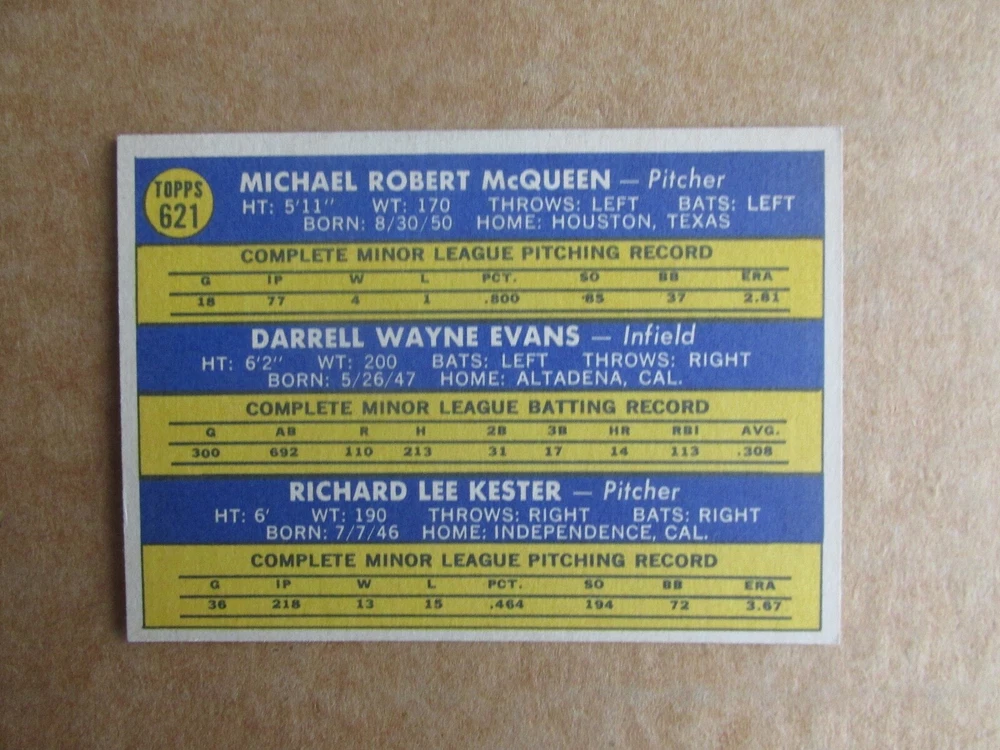 TOPPS
621
MICHAEL ROBERT McQUEEN — Pitcher
HT: 5'11" WT: 170 THROWS: LEFT BATS: LEFT
BORN: 8/30/50 HOME: HOUSTON, TEXAS
COMPLETE MINOR LEAGUE PITCHING RECORD
G IP W L PCT. SO BB ERA
18 77 4 1 .800 85 37 2.81
DARRELL WAYNE EVANS — Infield
HT: 6'2" WT: 200 BATS: LEFT THROWS: RIGHT
BORN: 5/26/47 HOME: ALTADENA, CAL.
COMPLETE MINOR LEAGUE BATTING RECORD
G AB R H 2B 3B HR RBI AVG.
300 692 110 213 31 17 14 113 .308
RICHARD LEE KESTER — Pitcher
HT: 6' WT: 190 THROWS: RIGHT BATS: RIGHT
BORN: 7/7/46 HOME: INDEPENDENCE, CAL.
COMPLETE MINOR LEAGUE PITCHING RECORD
G IP W L PCT. SO BB ERA
36 218 13 15 .464 194 72 3.67